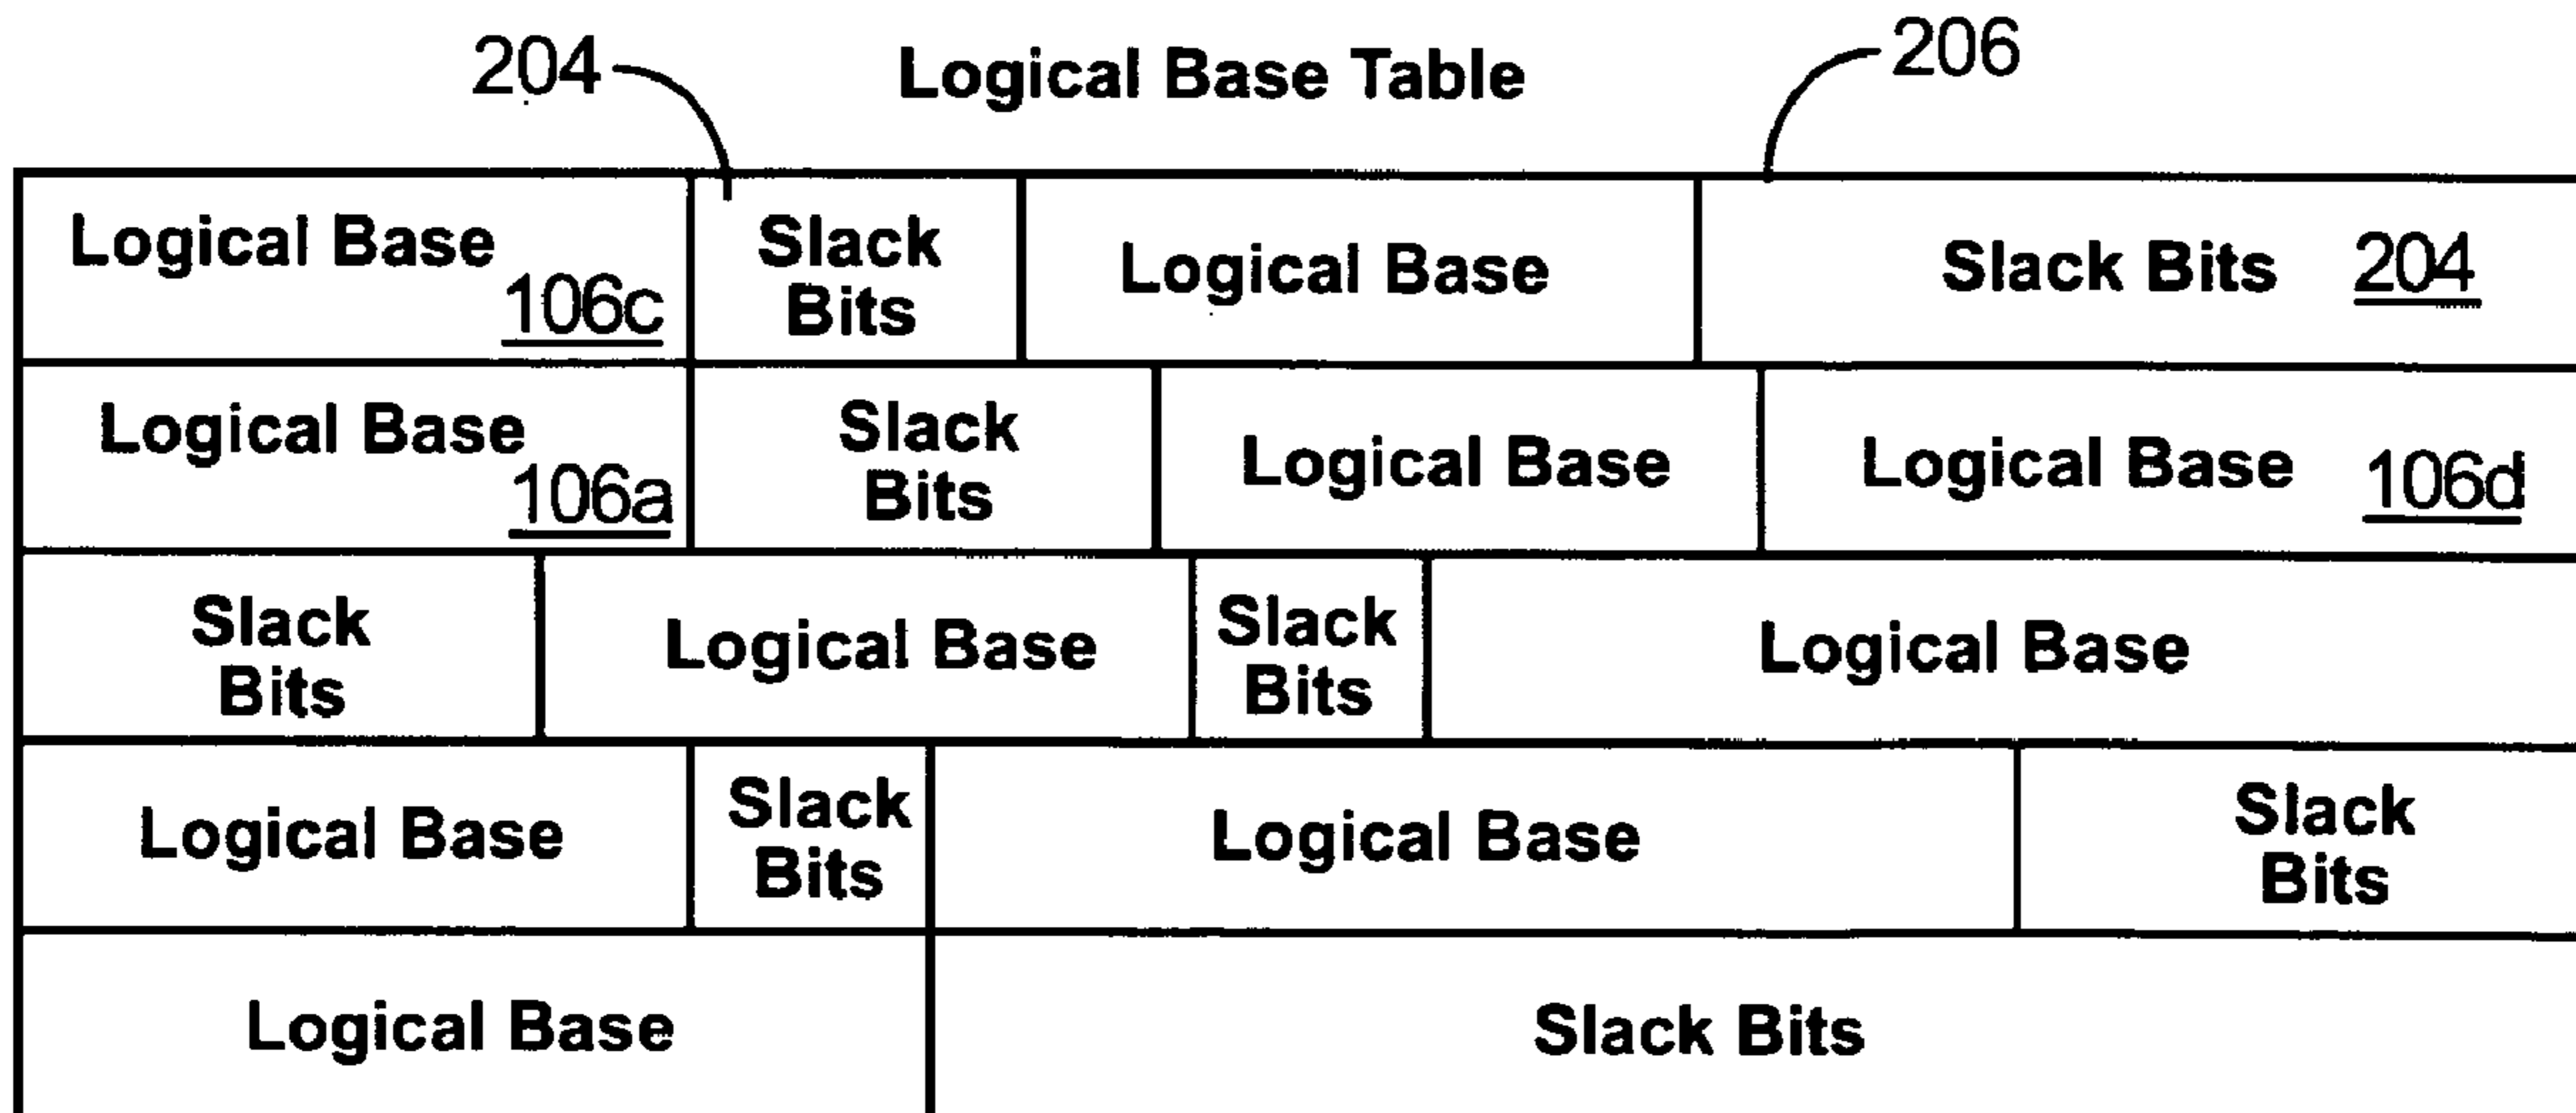 204 Logical Base Table 206
Logical Base 106c
Slack
Bits
Logical Base
Slack Bits 204
Logical Base 106a
Slack
Bits
Logical Base
Logical Base 106d
Slack
Bits
Logical Base
Slack
Bits
Logical Base
Logical Base
Slack
Bits
Logical Base
Slack
Bits
Logical Base
Slack Bits